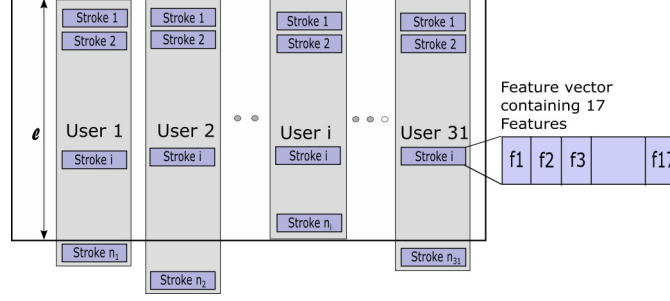 Stroke 1
Stroke 2
User 1
Stroke i
Stroke n1
Stroke 1
Stroke 2
User 2
Stroke i
Stroke n2
Stroke 1
Stroke 2
User i
Stroke i
Stroke ni
Stroke 1
Stroke 2
User 31
Stroke i
Stroke n31
ℓ
Feature vector
containing 17
Features
f1 f2 f3 f17